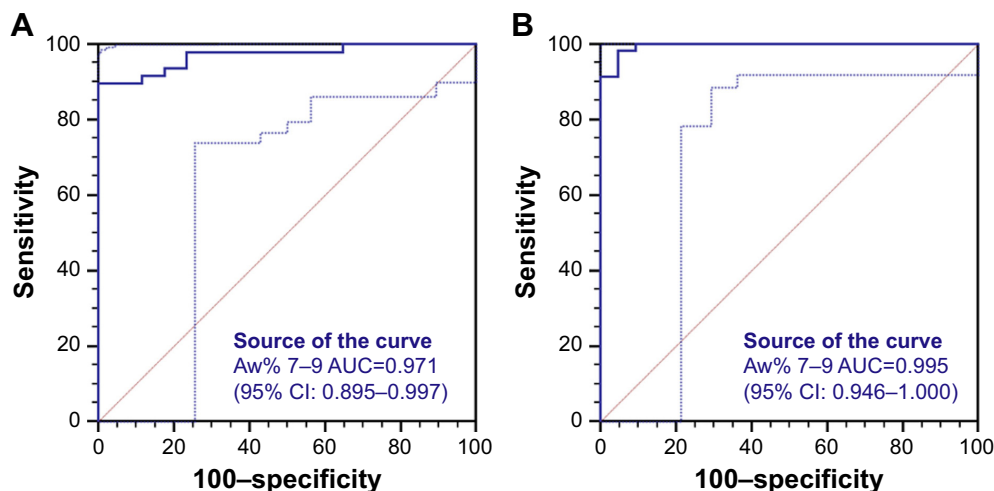 A
100
80
60
40
20
0
Sensitivity
0 20 40 60 80 100
100–specificity
Source of the curve
Aw% 7–9 AUC=0.971
(95% CI: 0.895–0.997)
B
100
80
60
40
20
0
Sensitivity
0 20 40 60 80 100
100–specificity
Source of the curve
Aw% 7–9 AUC=0.995
(95% CI: 0.946–1.000)